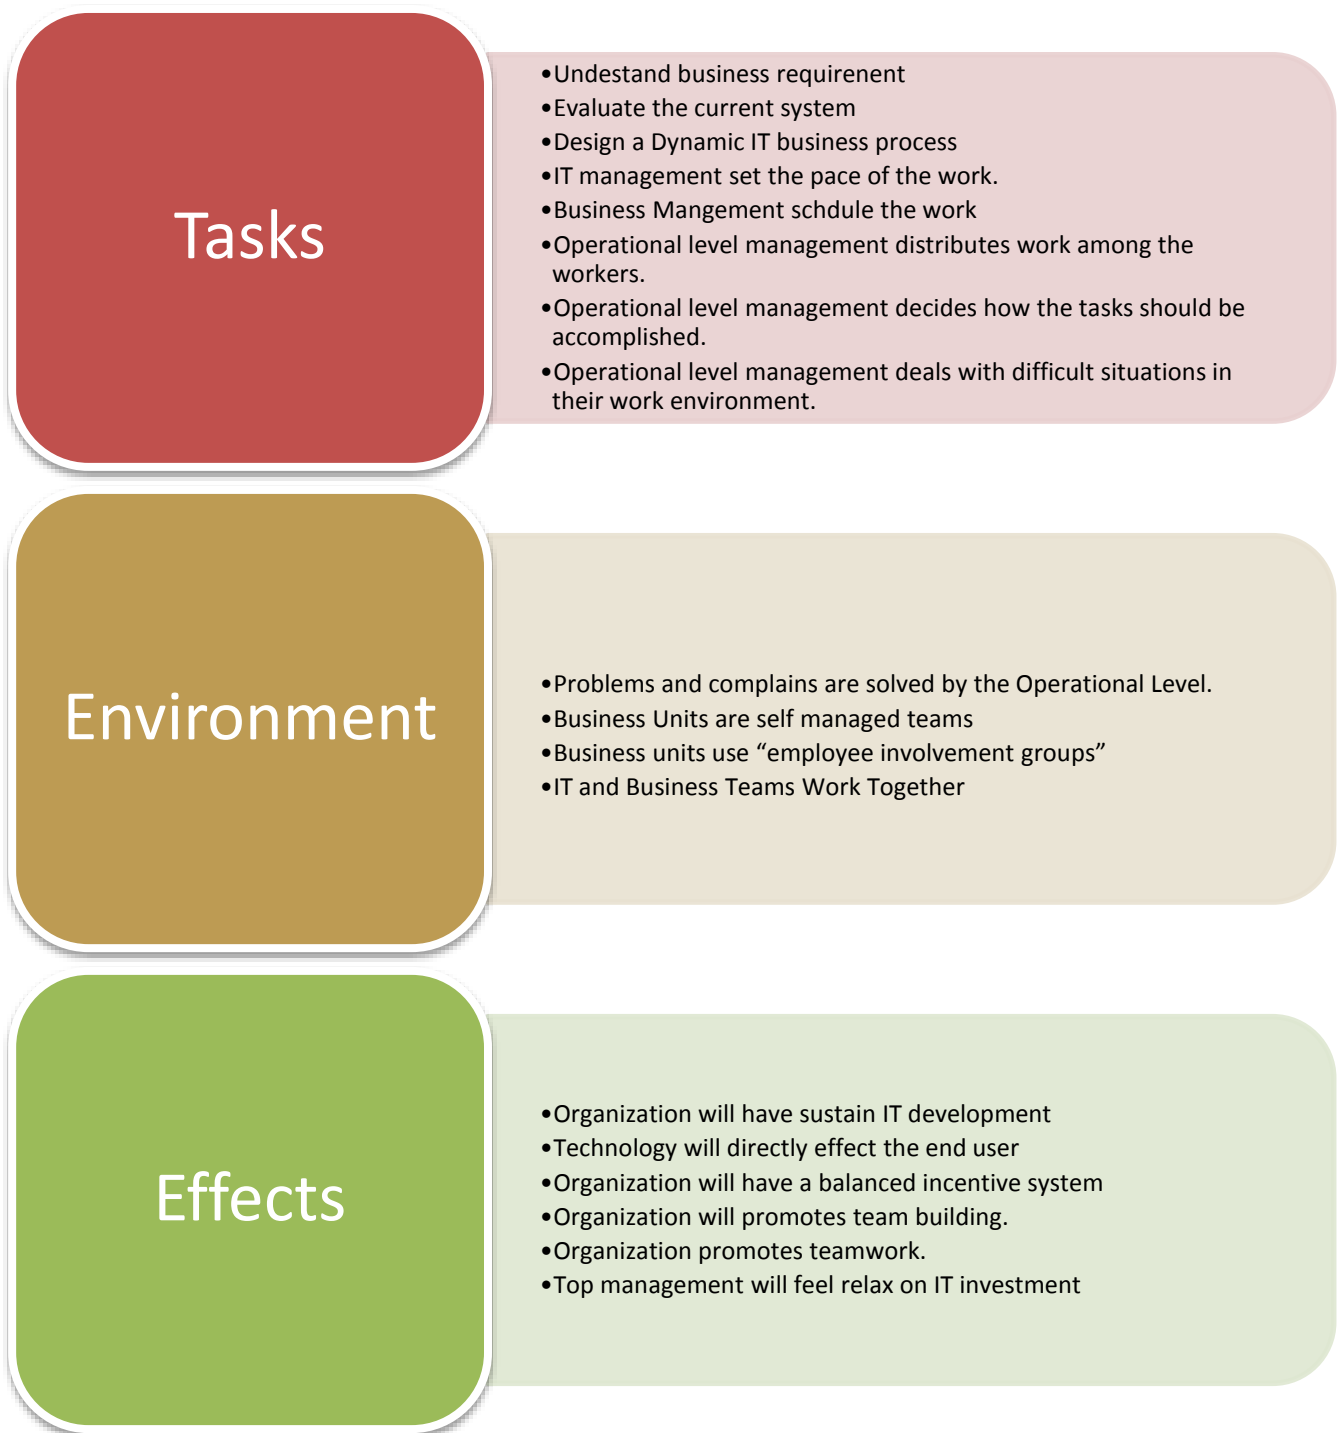 Tasks
•Undestand business requirenent
•Evaluate the current system
•Design a Dynamic IT business process
•IT management set the pace of the work.
•Business Mangement schdule the work
•Operational level management distributes work among the
workers.
•Operational level management decides how the tasks should be
accomplished.
•Operational level management deals with difficult situations in
their work environment.
Environment
•Problems and complains are solved by the Operational Level.
•Business Units are self managed teams
•Business units use “employee involvement groups”
•IT and Business Teams Work Together
Effects
•Organization will have sustain IT development
•Technology will directly effect the end user
•Organization will have a balanced incentive system
•Organization will promotes team building.
•Organization promotes teamwork.
•Top management will feel relax on IT investment